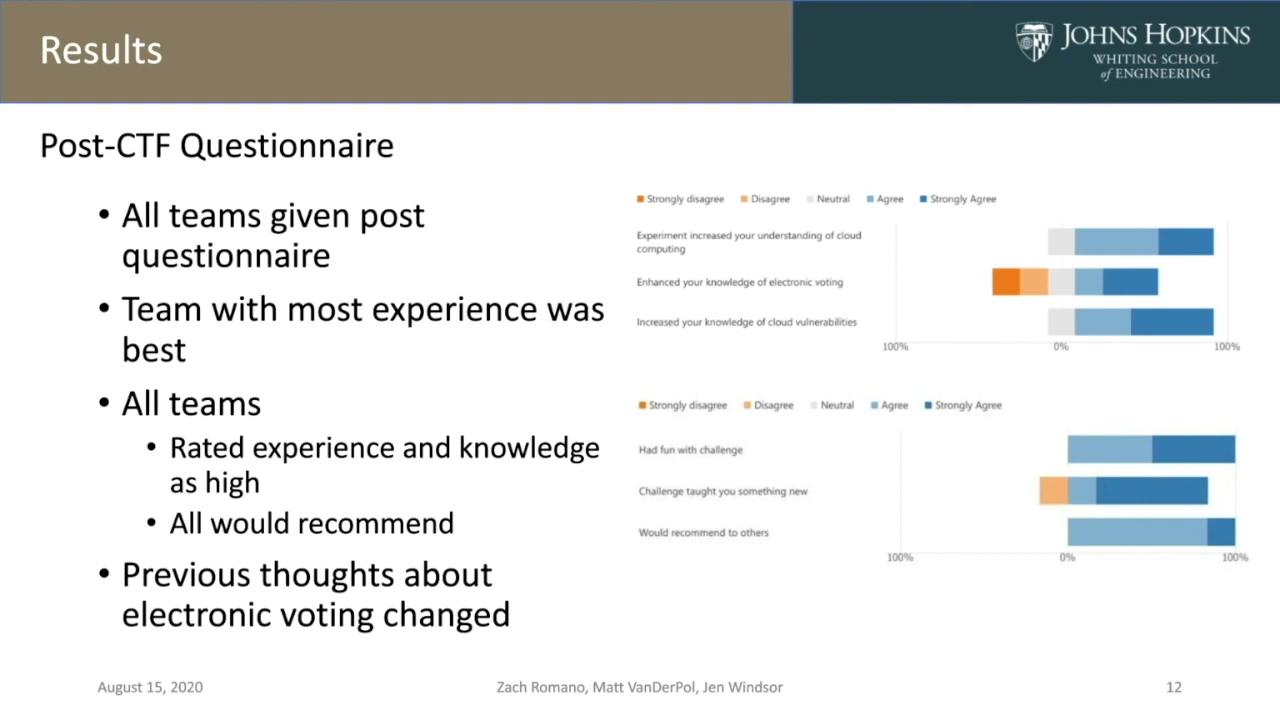 Results
JOHNS HOPKINS
WHITING SCHOOL
of ENGINEERING
Post-CTF Questionnaire
• All teams given post
questionnaire
• Team with most experience was
best
• All teams
• Rated experience and knowledge
as high
• All would recommend
• Previous thoughts about
electronic voting changed
Strongly disagree Disagree Neutral Agree Strongly Agree
Experiment increased your understanding of cloud
computing
Enhanced your knowledge of electronic voting
Increased your knowledge of cloud vulnerabilities
100% 0% 100%
Strongly disagree Disagree Neutral Agree Strongly Agree
Had fun with challenge
Challenge taught you something new
Would recommend to others
100% 0% 100%
August 15, 2020 Zach Romano, Matt VanDerPol, Jen Windsor 12